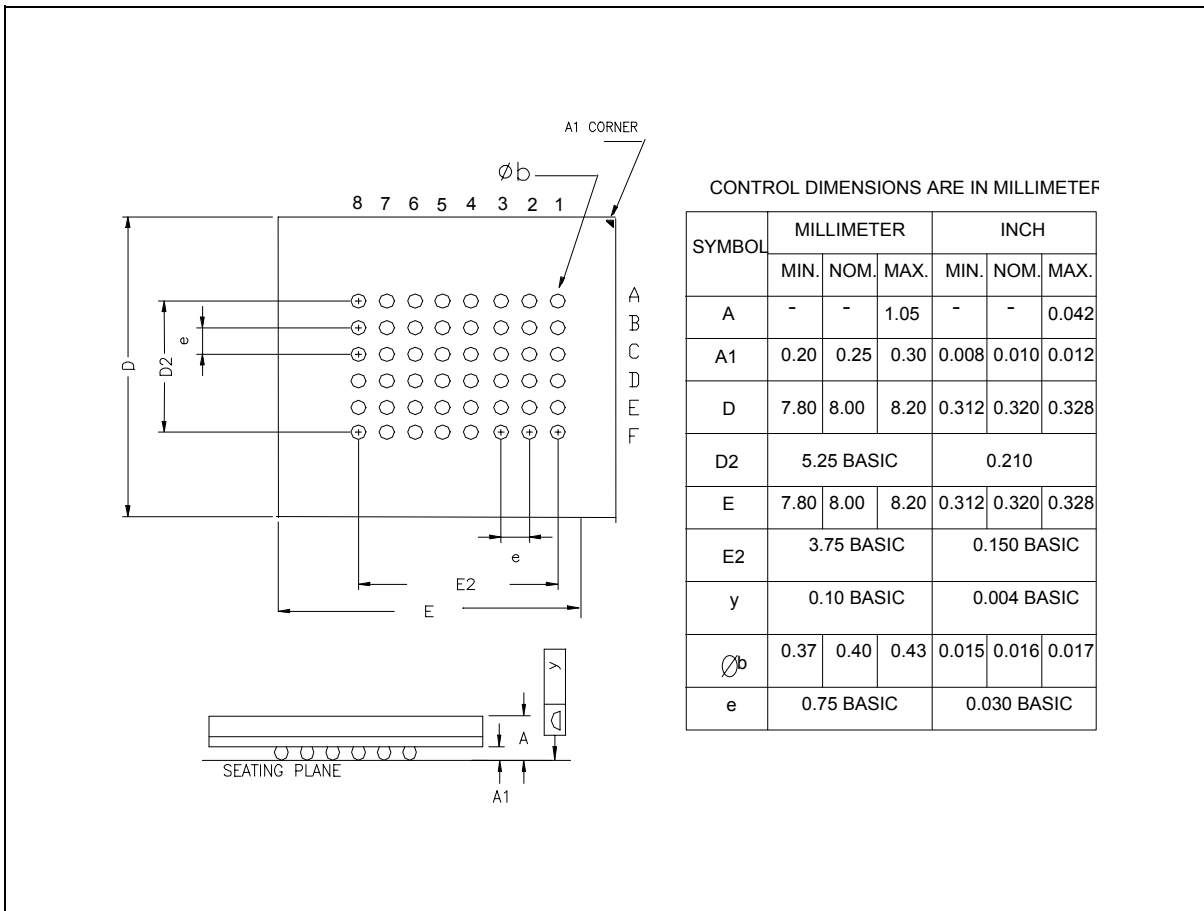 A1 CORNER
Øb
8 7 6 5 4 3 2 1
A
B
C
D
E
F
D
D2
e
e
E2
E
y
A
SEATING PLANE
A1
CONTROL DIMENSIONS ARE IN MILLIMETER
SYMBOL MILLIMETER INCH
MIN. NOM. MAX. MIN. NOM. MAX.
A - - 1.05 - - 0.042
A1 0.20 0.25 0.30 0.008 0.010 0.012
D 7.80 8.00 8.20 0.312 0.320 0.328
D2 5.25 BASIC 0.210
E 7.80 8.00 8.20 0.312 0.320 0.328
E2 3.75 BASIC 0.150 BASIC
y 0.10 BASIC 0.004 BASIC
Øb 0.37 0.40 0.43 0.015 0.016 0.017
e 0.75 BASIC 0.030 BASIC